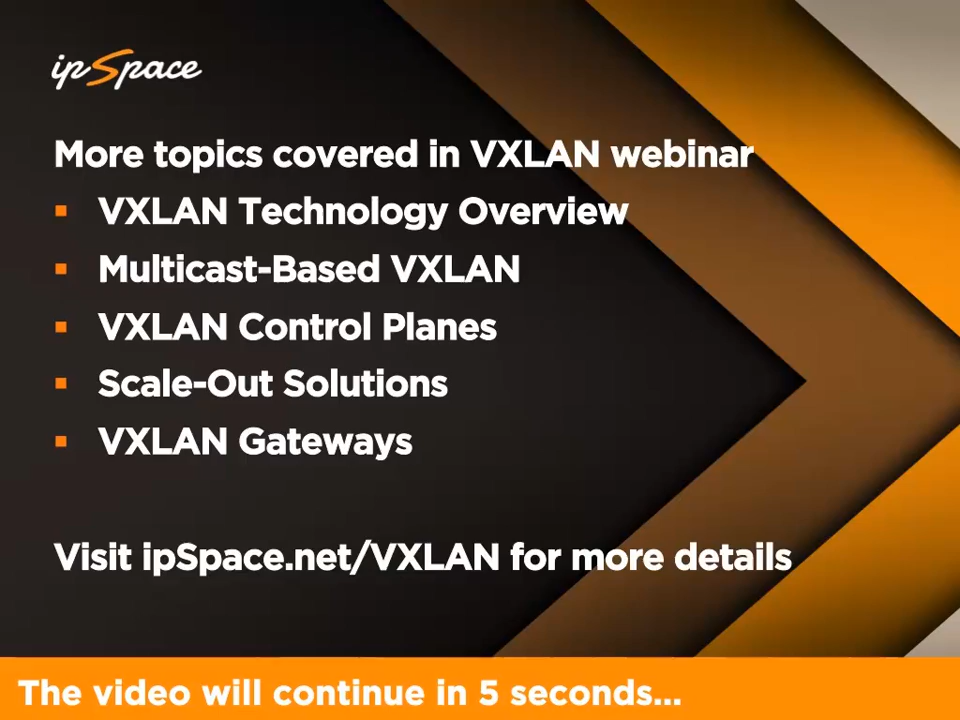 ipSpace
More topics covered in VXLAN webinar
▪ VXLAN Technology Overview
▪ Multicast-Based VXLAN
▪ VXLAN Control Planes
▪ Scale-Out Solutions
▪ VXLAN Gateways
Visit ipSpace.net/VXLAN for more details
The video will continue in 5 seconds...